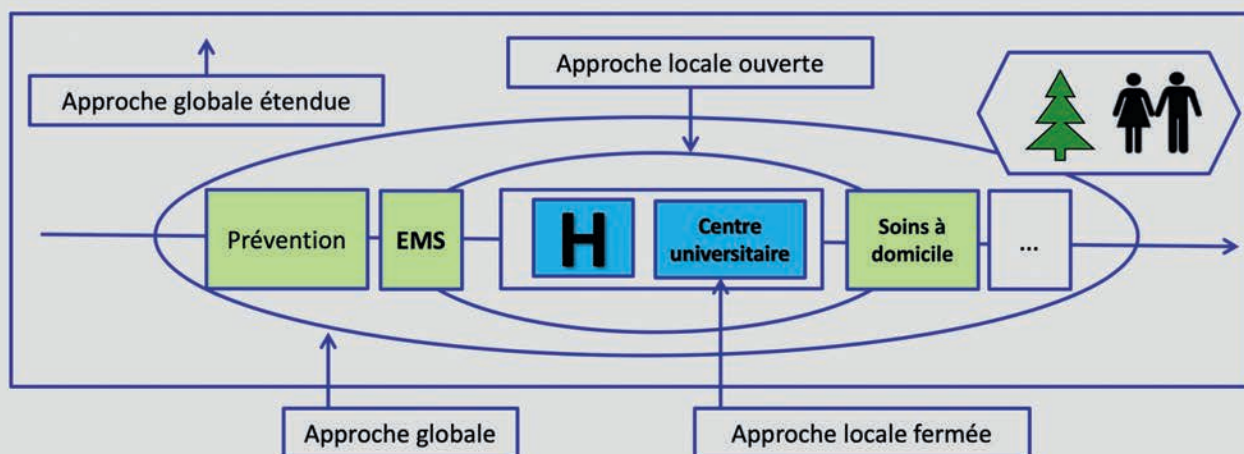 Approche locale ouverte
Approche globale étendue
Prévention
EMS
H
Centre
universitaire
Soins à
domicile
...
Approche globale
Approche locale fermée